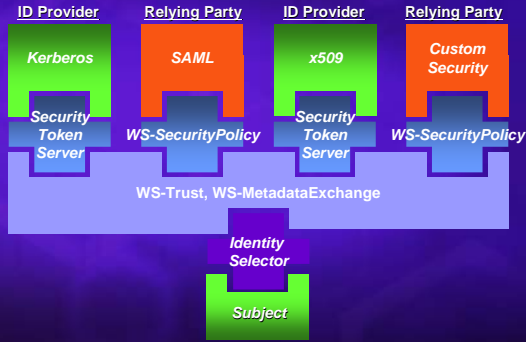 ID Provider
Relying Party
ID Provider
Relying Party
Kerberos
SAML
x509
Custom
Security
Security
Token
Server
WS-SecurityPolicy
Security
Token
Server
WS-SecurityPolicy
WS-Trust, WS-MetadataExchange
Identity
Selector
Subject